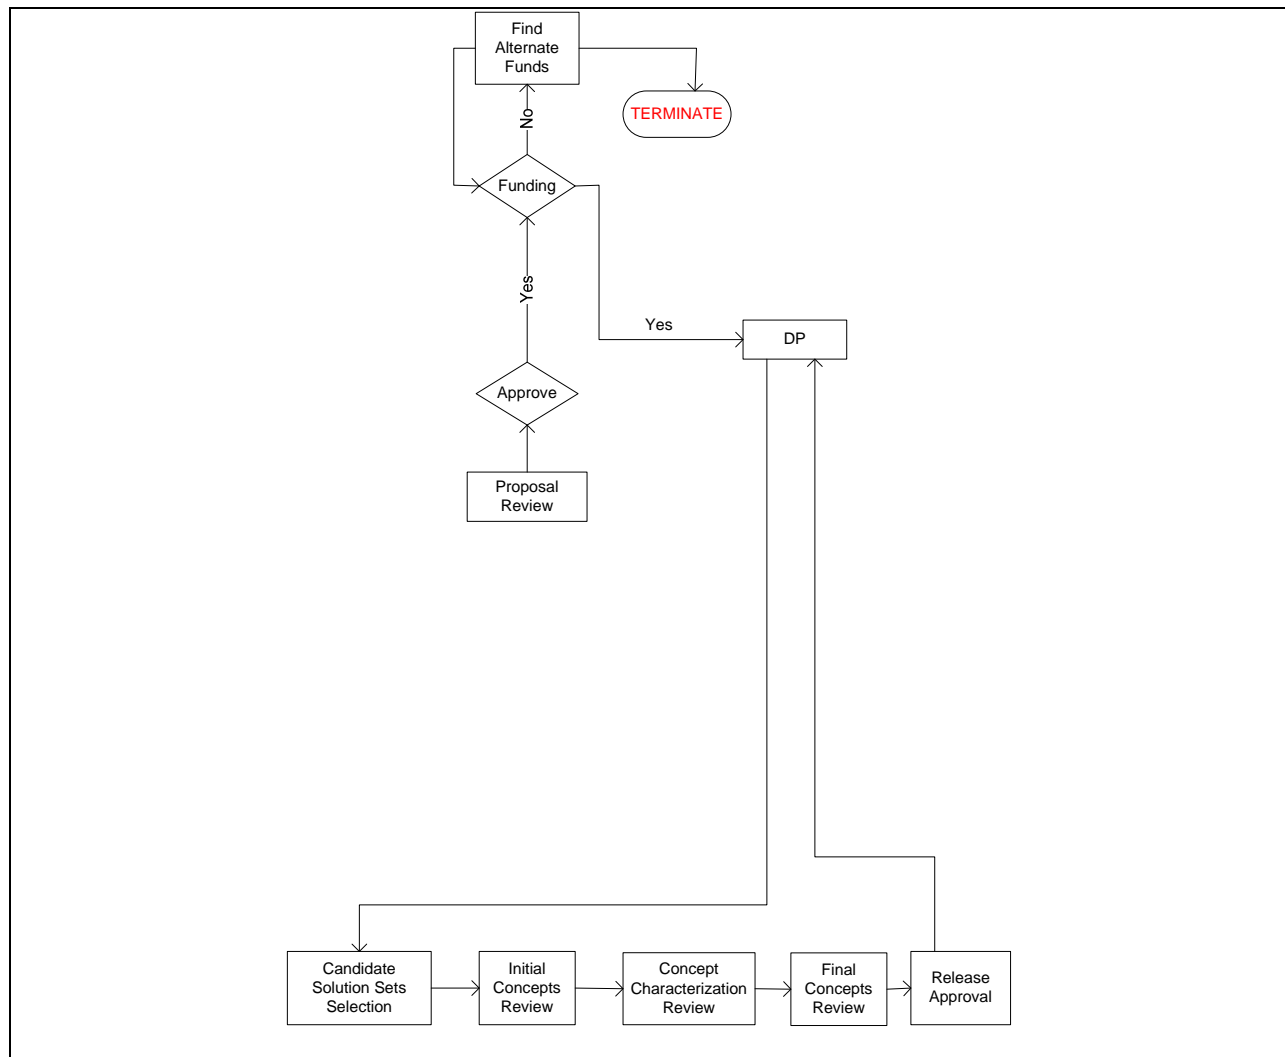 Find
Alternate
Funds
TERMINATE
No
Funding
Yes
Yes
DP
Approve
Proposal
Review
Candidate
Solution Sets
Selection
Initial
Concepts
Review
Concept
Characterization
Review
Final
Concepts
Review
Release
Approval